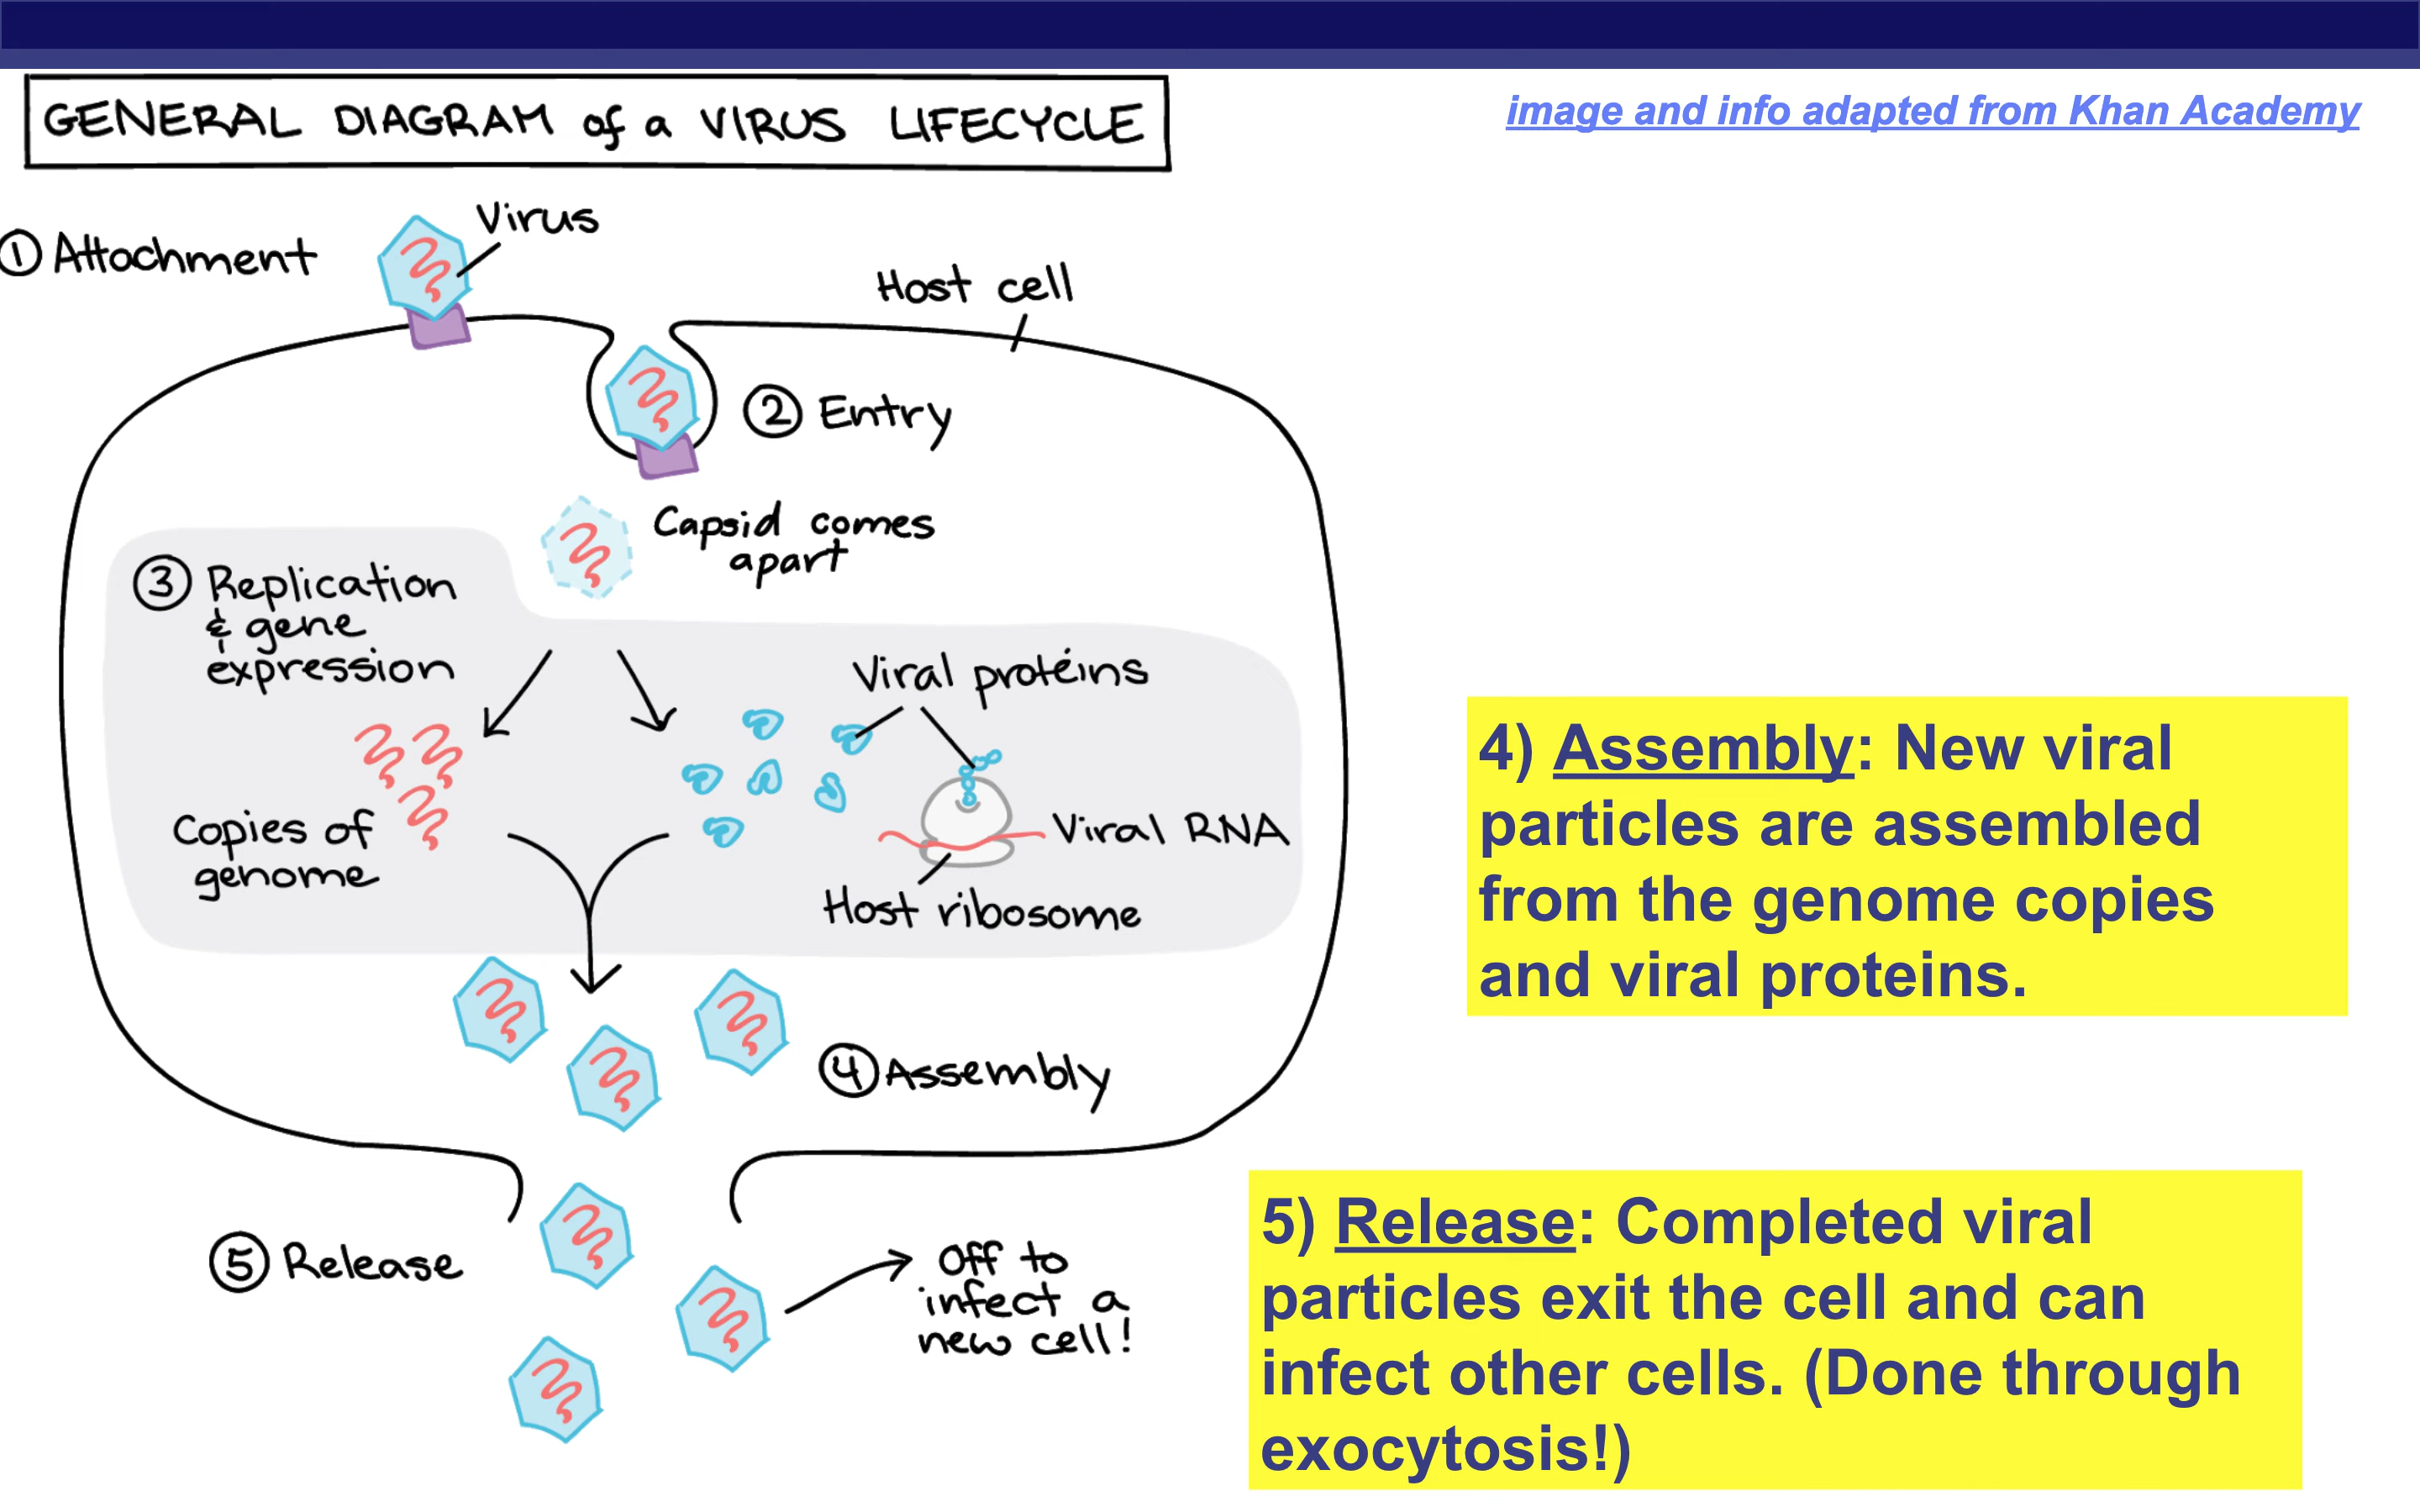 GENERAL DIAGRAM of a VIRUS LIFECYCLE
image and info adapted from Khan Academy
① Attachment
Virus
Host cell
② Entry
Capsid comes
apart
③ Replication
& gene
expression
Viral proteins
Copies of
genome
Viral RNA
Host ribosome
④ Assembly
⑤ Release
Off to
infect a
new cell!
4) Assembly: New viral
particles are assembled
from the genome copies
and viral proteins.
5) Release: Completed viral
particles exit the cell and can
infect other cells. (Done through
exocytosis!)